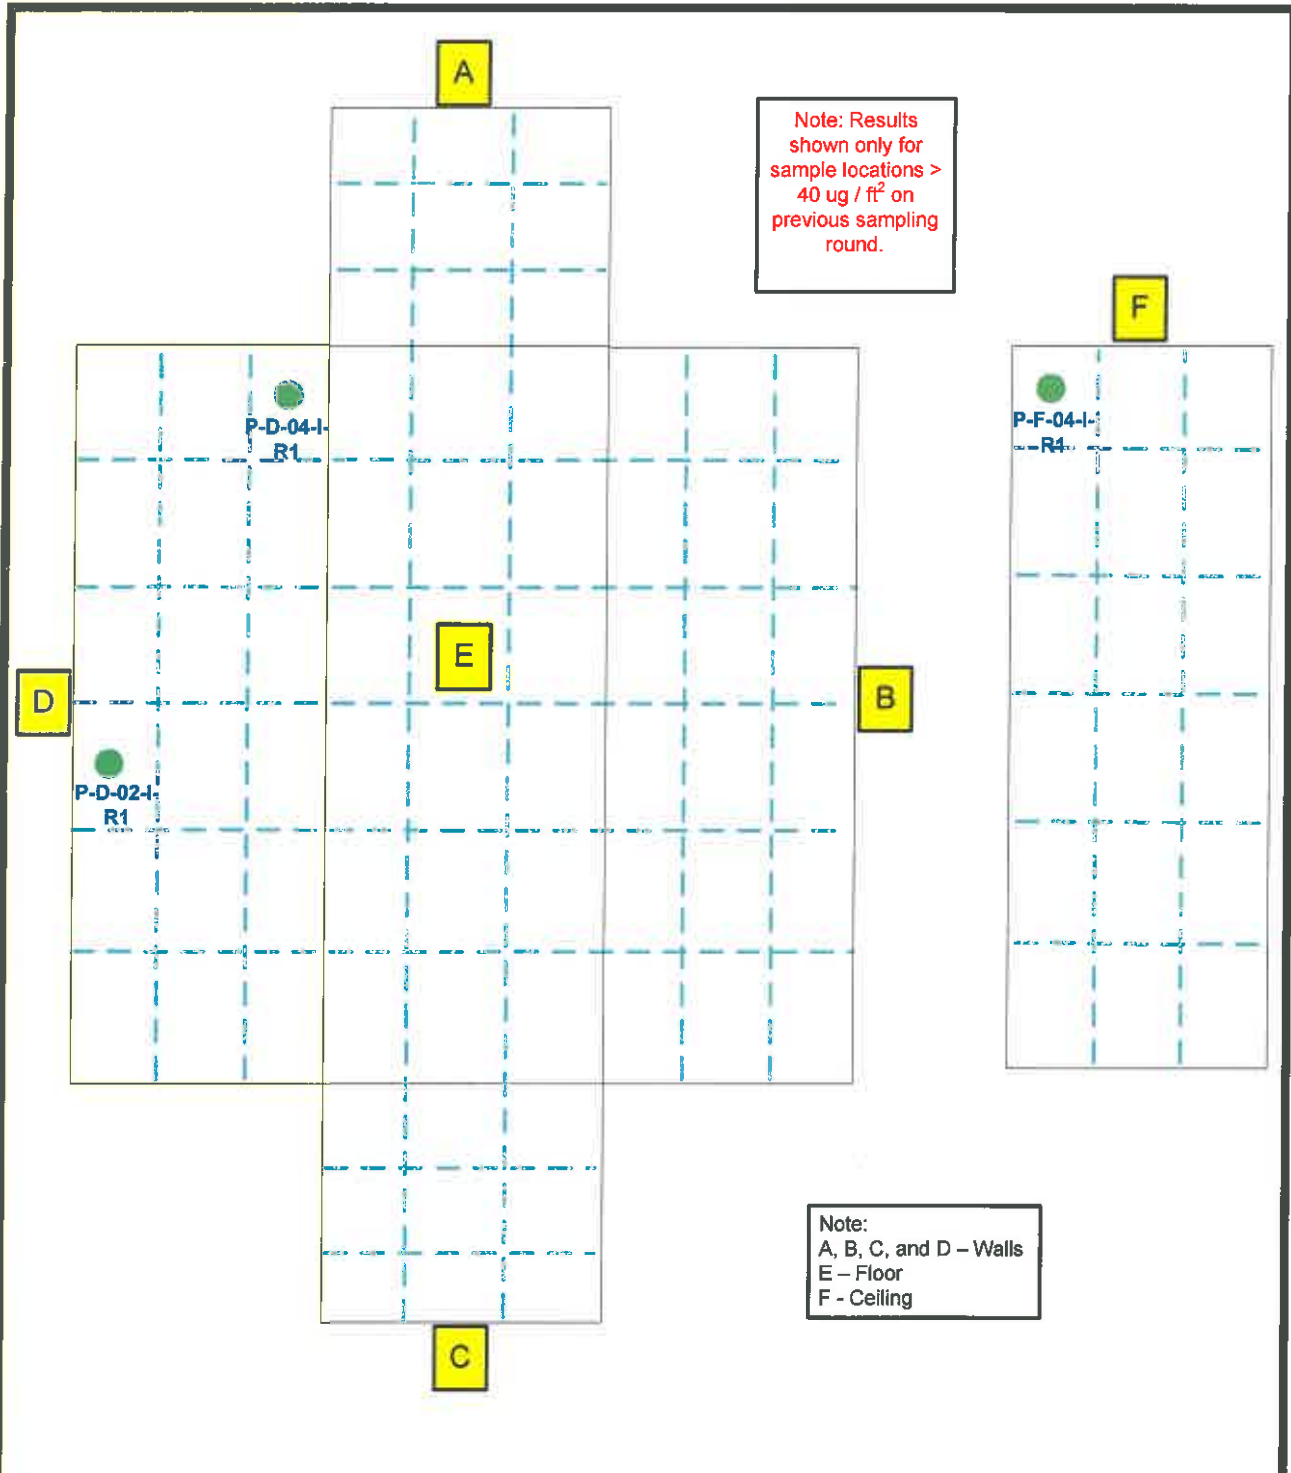 A
Note: Results
shown only for
sample locations >
40 ug / ft²  on
previous sampling
round.
F
P-D-04-I-
R1
P-F-04-I-
R1
E
D
B
P-D-02-I-
R1
Note:
A, B, C, and D – Walls
E – Floor
F - Ceiling
C